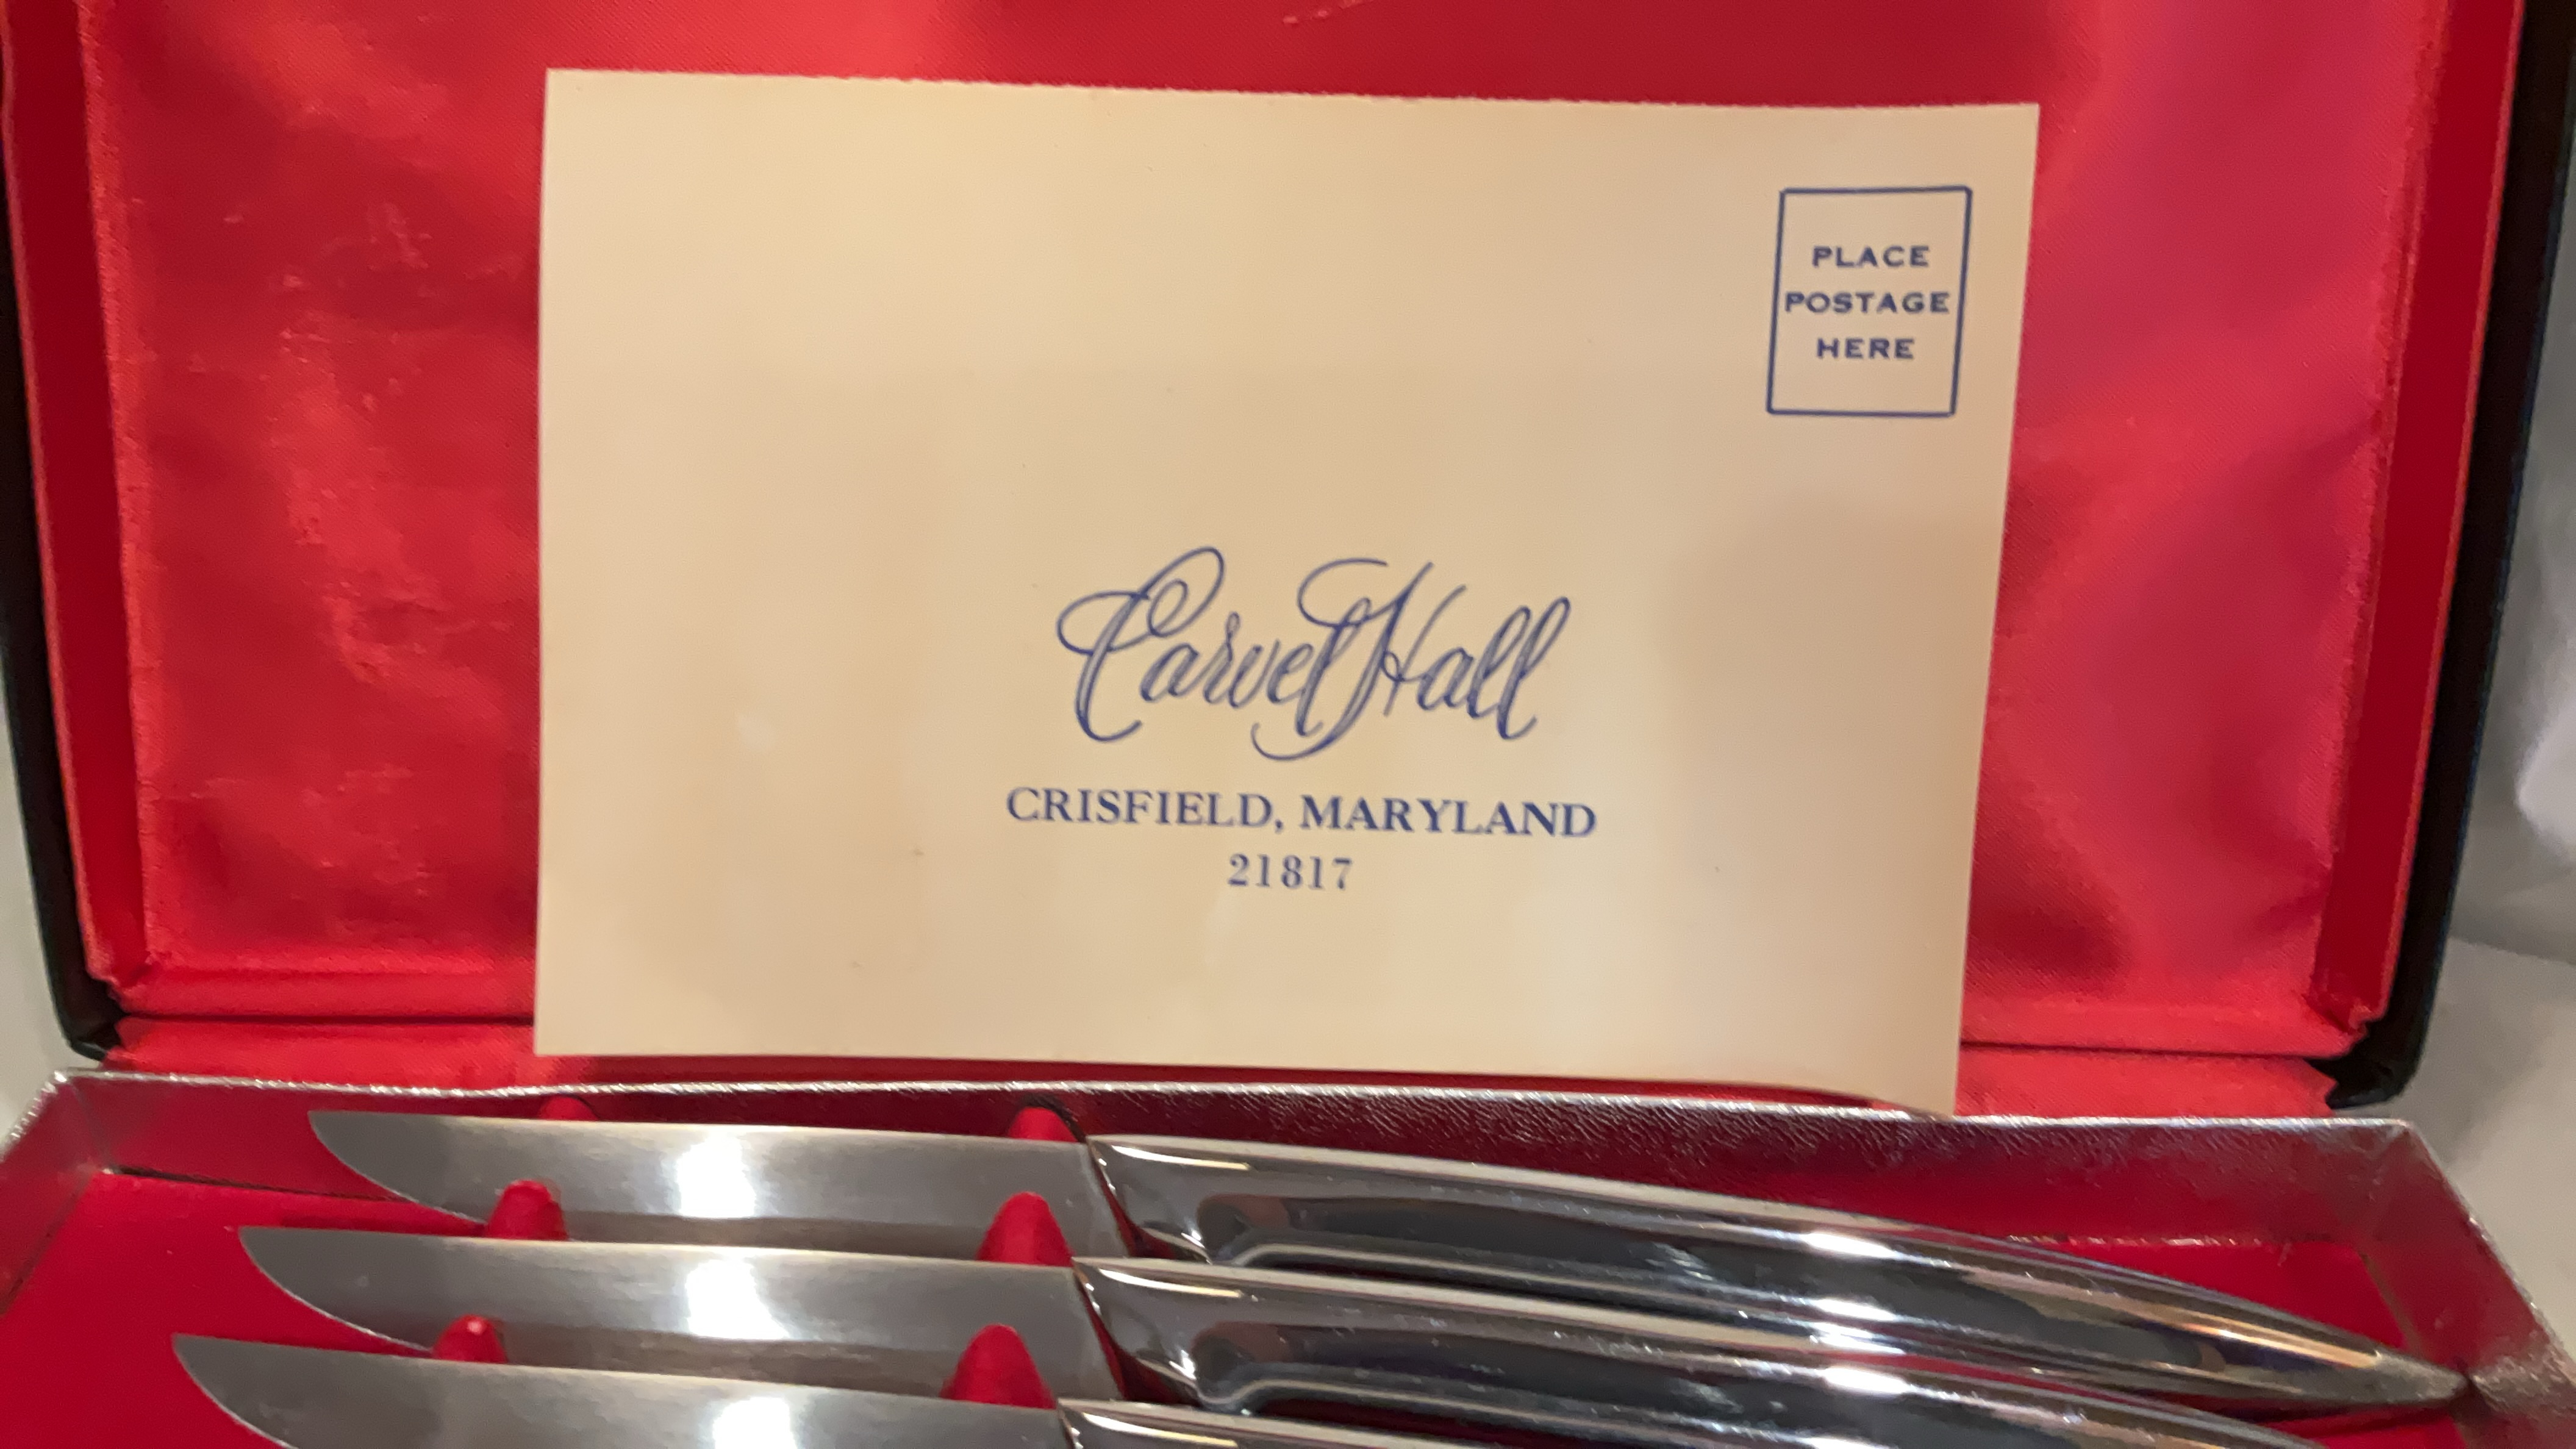 PLACE
POSTAGE
HERE
Carvel Hall
CRISFIELD, MARYLAND
21817